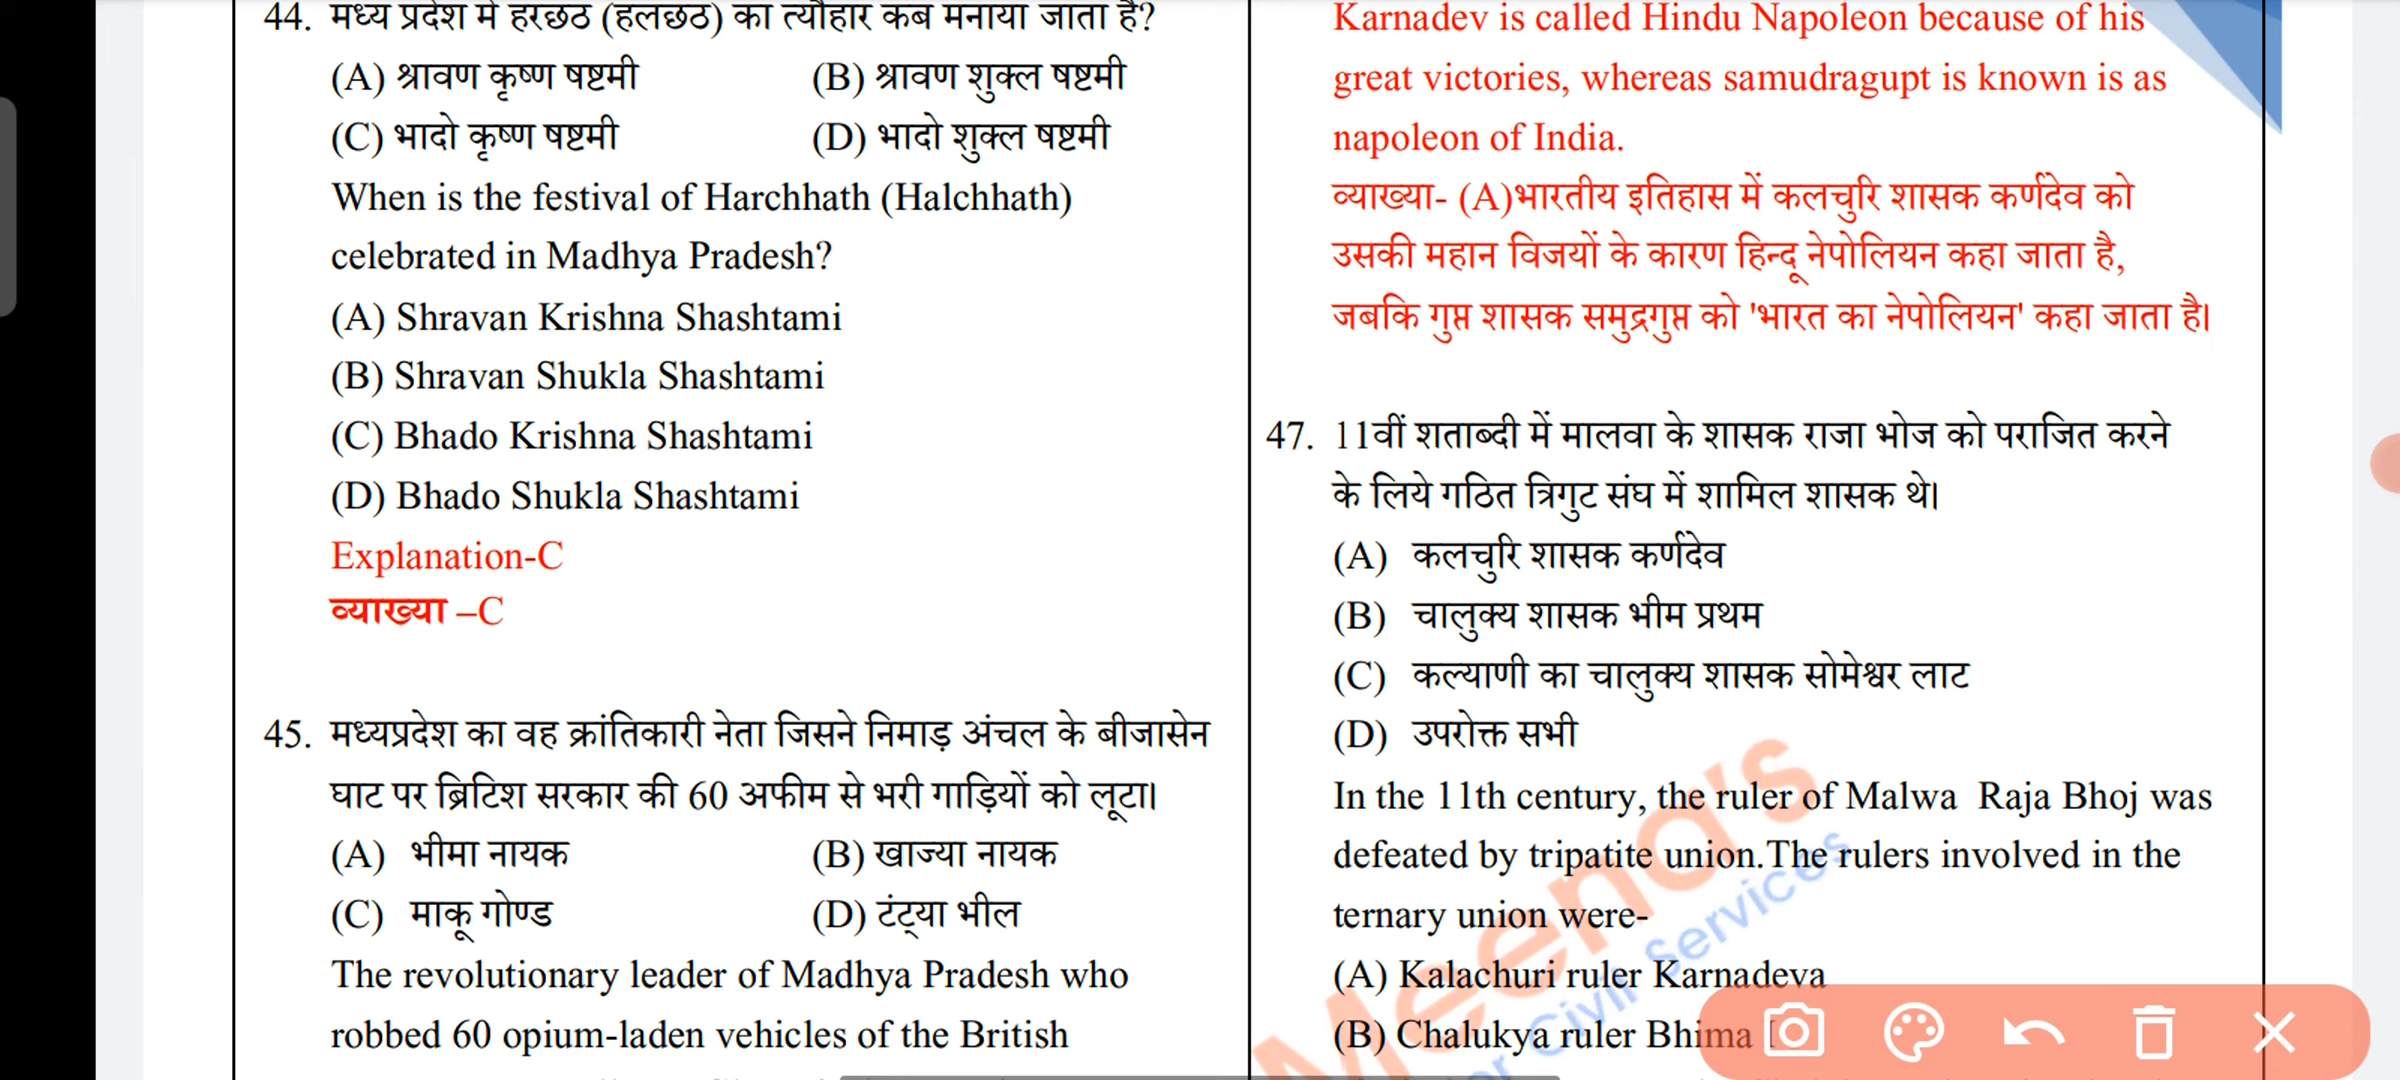 44. मध्य प्रदेश में हरछठ (हलछठ) का त्यौहार कब मनाया जाता है?
(A) श्रावण कृष्ण षष्टमी (B) श्रावण शुक्ल षष्टमी
(C) भादो कृष्ण षष्टमी (D) भादो शुक्ल षष्टमी
When is the festival of Harchhath (Halchhath)
celebrated in Madhya Pradesh?
(A) Shravan Krishna Shashtami
(B) Shravan Shukla Shashtami
(C) Bhado Krishna Shashtami
(D) Bhado Shukla Shashtami
Explanation-C
व्याख्या –C
45. मध्यप्रदेश का वह क्रांतिकारी नेता जिसने निमाड़ अंचल के बीजासेन
घाट पर ब्रिटिश सरकार की 60 अफीम से भरी गाड़ियों को लूटा।
(A) भीमा नायक (B) खाज्या नायक
(C) माकू गोण्ड (D) टंट्या भील
The revolutionary leader of Madhya Pradesh who
robbed 60 opium-laden vehicles of the British
Karnadev is called Hindu Napoleon because of his
great victories, whereas samudragupt is known is as
napoleon of India.
व्याख्या- (A)भारतीय इतिहास में कलचुरि शासक कर्णदेव को
उसकी महान विजयों के कारण हिन्दू नेपोलियन कहा जाता है,
जबकि गुप्त शासक समुद्रगुप्त को 'भारत का नेपोलियन' कहा जाता है।
47. 11वीं शताब्दी में मालवा के शासक राजा भोज को पराजित करने
के लिये गठित त्रिगुट संघ में शामिल शासक थे।
(A) कलचुरि शासक कर्णदेव
(B) चालुक्य शासक भीम प्रथम
(C) कल्याणी का चालुक्य शासक सोमेश्वर लाट
(D) उपरोक्त सभी
In the 11th century, the ruler of Malwa Raja Bhoj was
defeated by tripatite union.The rulers involved in the
ternary union were-
(A) Kalachuri ruler Karnadeva
(B) Chalukya ruler Bhima I
Meena's
Civil Services